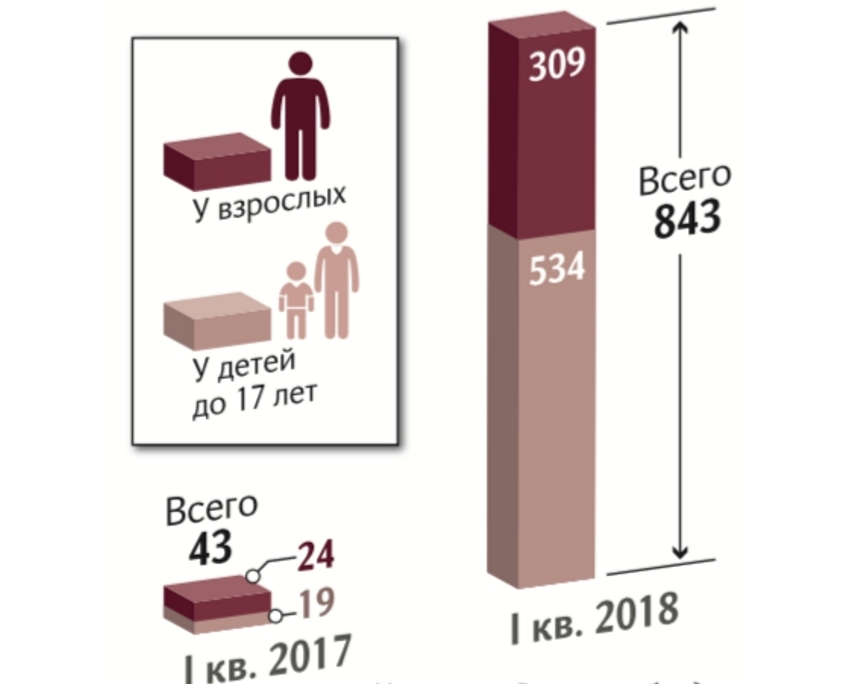 У взрослых
У детей
до 17 лет
Всего
43
24
19
I кв. 2017
309
534
Всего
843
I кв. 2018